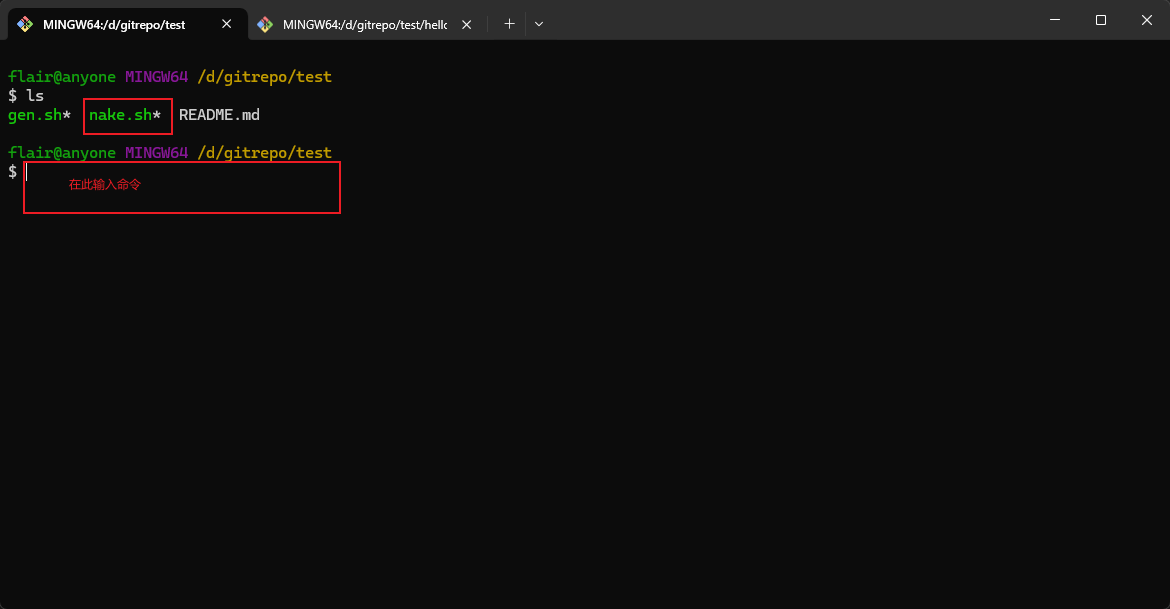 MINGW64:/d/gitrepo/test
MINGW64:/d/gitrepo/test/hello
flair@anyone MINGW64 /d/gitrepo/test
$ ls
gen.sh* nake.sh* README.md
flair@anyone MINGW64 /d/gitrepo/test
$
在此输入命令